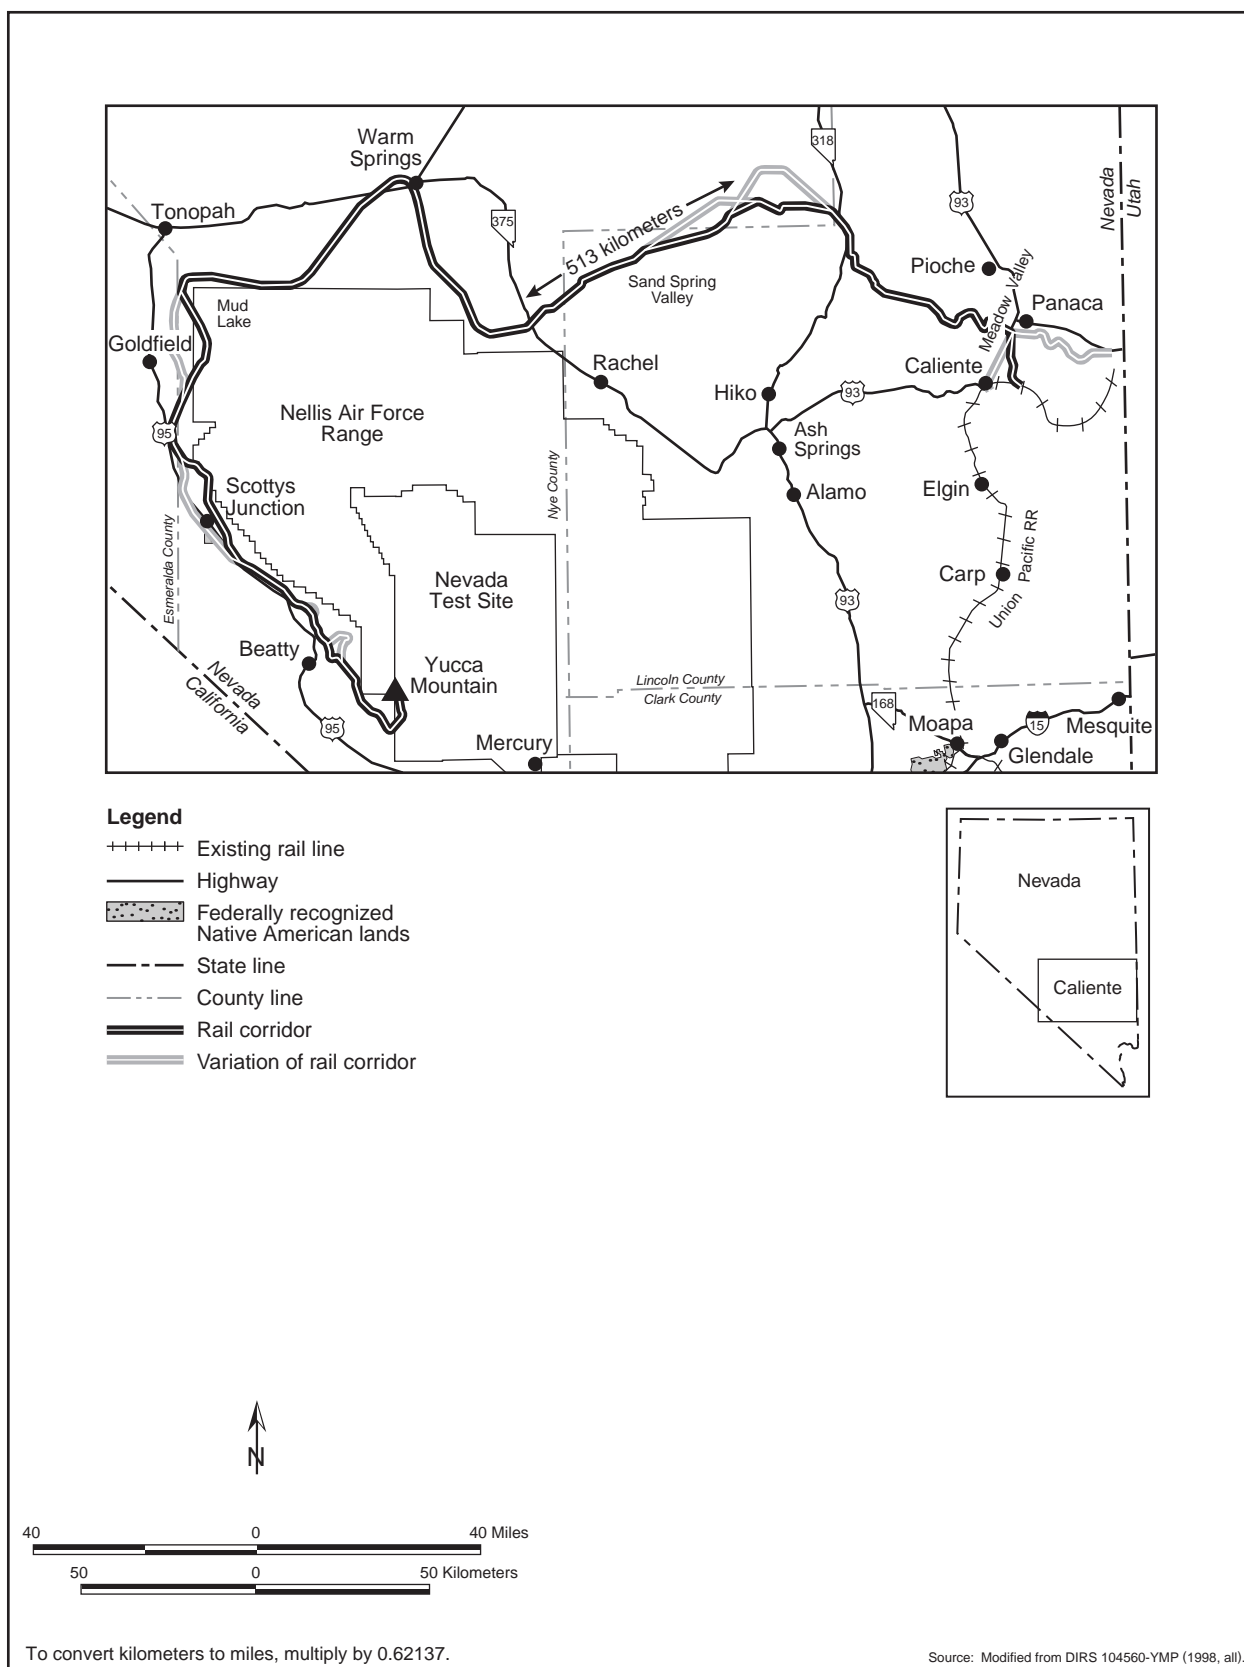 Warm
Springs
318
Nevada
Utah
93
Tonopah
375
513 kilometers
Pioche
Meadow Valley
Sand Spring
Valley
Panaca
Mud
Lake
Goldfield
Rachel
Caliente
Hiko
93
Nellis Air Force
Range
95
Ash
Springs
Scottys
Junction
Alamo
Elgin
Nye County
Esmeralda County
Pacific RR
Union
Nevada
Test Site
Carp
93
Beatty
Yucca
Mountain
Nevada
California
Lincoln County
Clark County
168
95
Mercury
Moapa
15
Mesquite
Glendale
Legend
Existing rail line
Highway
Federally recognized
Native American lands
State line
County line
Rail corridor
Variation of rail corridor
Nevada
Caliente
N
40 0 40 Miles
50 0 50 Kilometers
To convert kilometers to miles, multiply by 0.62137.
Source: Modified from DIRS 104560-YMP (1998, all).